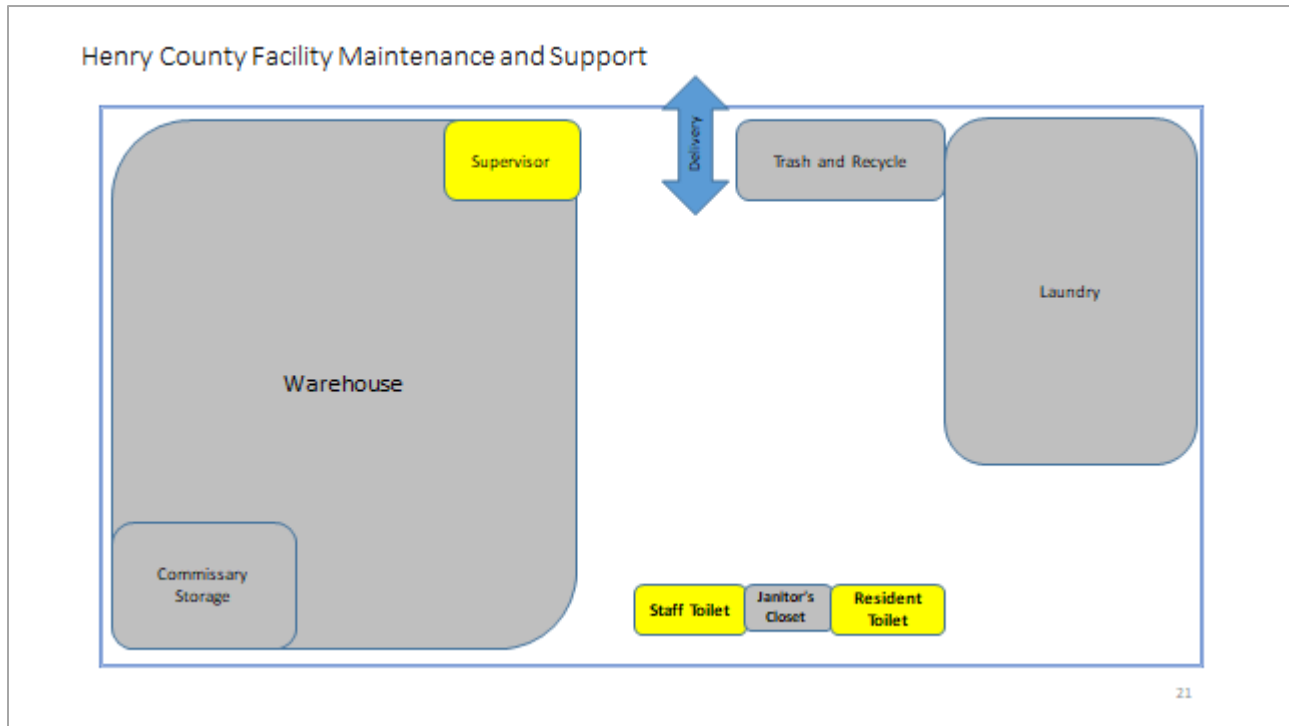 Henry County Facility Maintenance and Support
Supervisor
Delivery
Trash and Recycle
Laundry
Warehouse
Commissary
Storage
Staff Toilet
Janitor's
Closet
Resident
Toilet
21